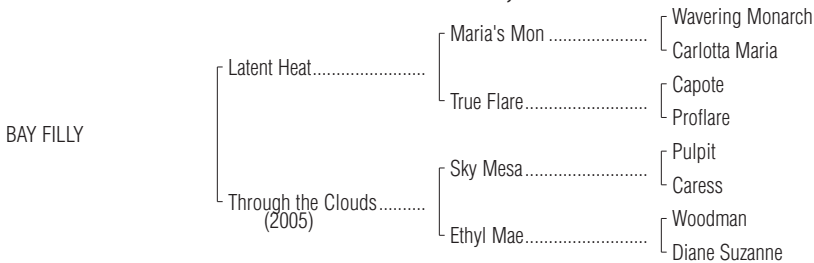 Wavering Monarch
Maria's Mon .....................
Carlotta Maria
Latent Heat........................
Capote
True Flare..........................
Proflare
BAY FILLY
Pulpit
Sky Mesa..........................
Caress
Through the Clouds..........
(2005)
Woodman
Ethyl Mae..........................
Diane Suzanne